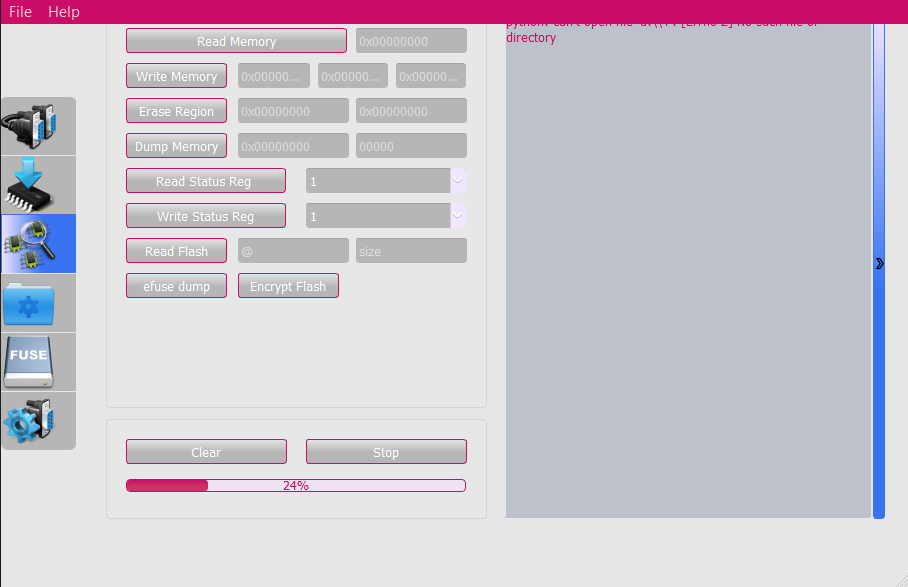 File Help
directory
Read Memory 0x00000000
Write Memory 0x00000... 0x00000... 0x00000...
Erase Region 0x00000000 0x00000000
Dump Memory 0x00000000 00000
Read Status Reg 1
Write Status Reg 1
Read Flash @ size
efuse dump Encrypt Flash
FUSE
Clear Stop
24%